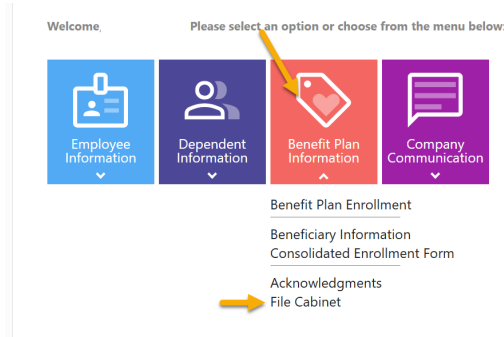 Welcome, Please select an option or choose from the menu below:
Employee Information
Dependent Information
Benefit Plan Information
Company Communication
Benefit Plan Enrollment
Beneficiary Information
Consolidated Enrollment Form
Acknowledgments
File Cabinet